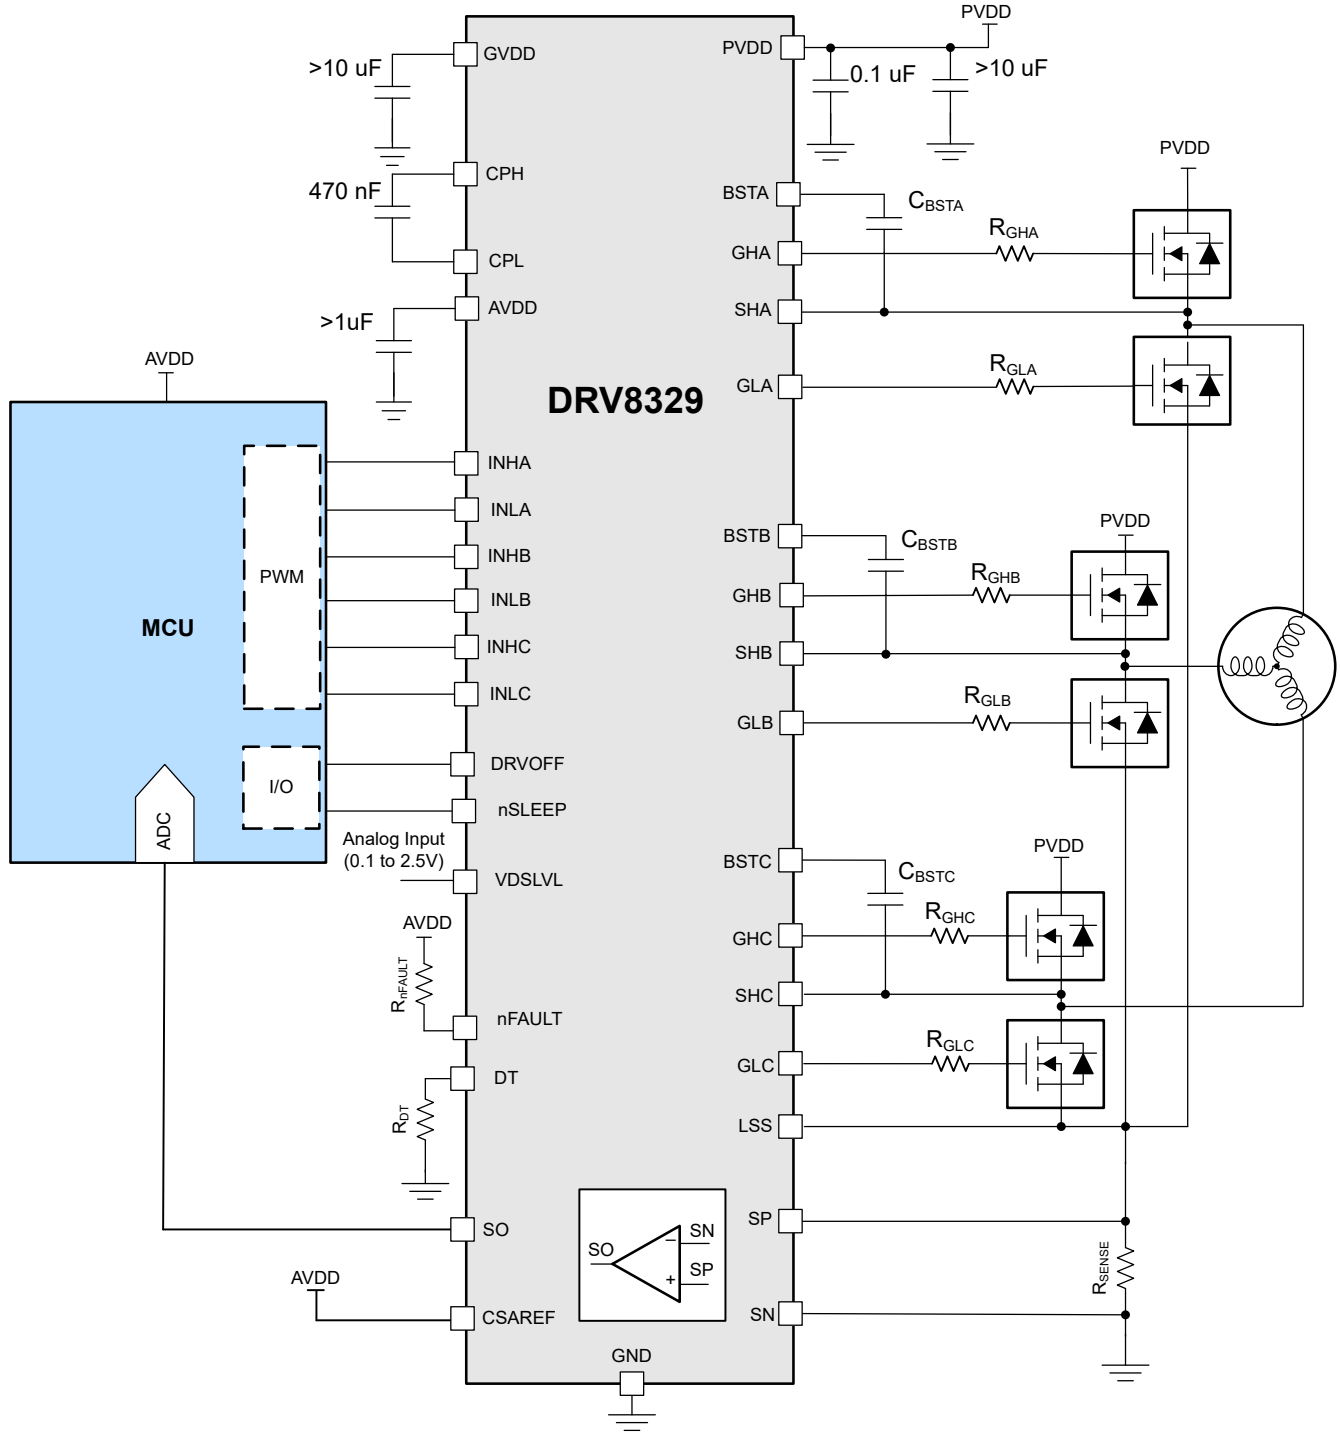 PVDD
GVDD
PVDD
>10 uF
0.1 uF
>10 uF
CPH
470 nF
CPL
AVDD
>1uF
AVDD
DRV8329
MCU
PWM
I/O
ADC
INHA
INLA
INHB
INLB
INHC
INLC
DRVOFF
nSLEEP
Analog Input
(0.1 to 2.5V)
VDSLVL
AVDD
RnFAULT
nFAULT
DT
RDT
SO
AVDD
CSAREF
SO
SN
SP
−
+
GND
BSTA
CBSTA
PVDD
GHA
RGHA
SHA
GLA
RGLA
BSTB
CBSTB
PVDD
GHB
RGHB
SHB
GLB
RGLB
BSTC
CBSTC
PVDD
GHC
RGHC
SHC
GLC
RGLC
LSS
SP
RSENSE
SN